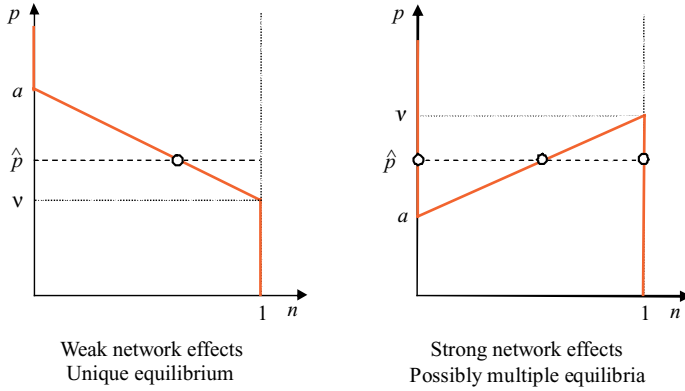 p
a
p̂
ν
1
n
Weak network effects
Unique equilibrium
p
ν
p̂
a
1
n
Strong network effects
Possibly multiple equilibria